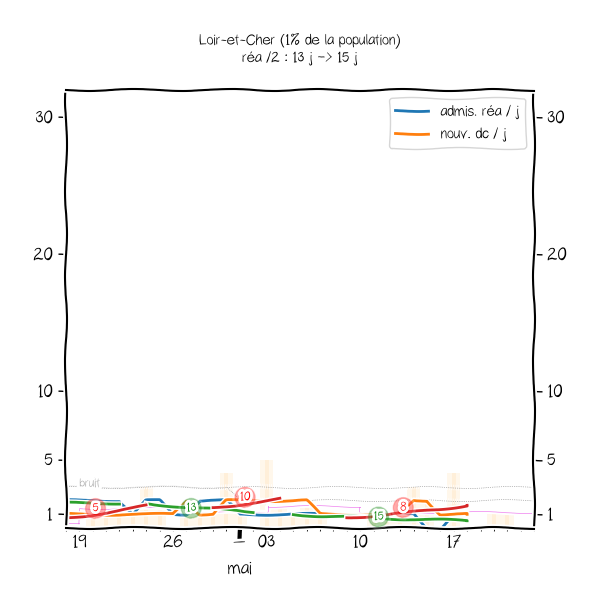 Loir-et-Cher (1% de la population)
réa /2 : 13 j -> 15 j
admis. réa / j
nouv. dc / j
30 30
20 20
10 10
5 5
bruit
1 1
5 13 10 15 8
19 26 1 03 10 17
mai